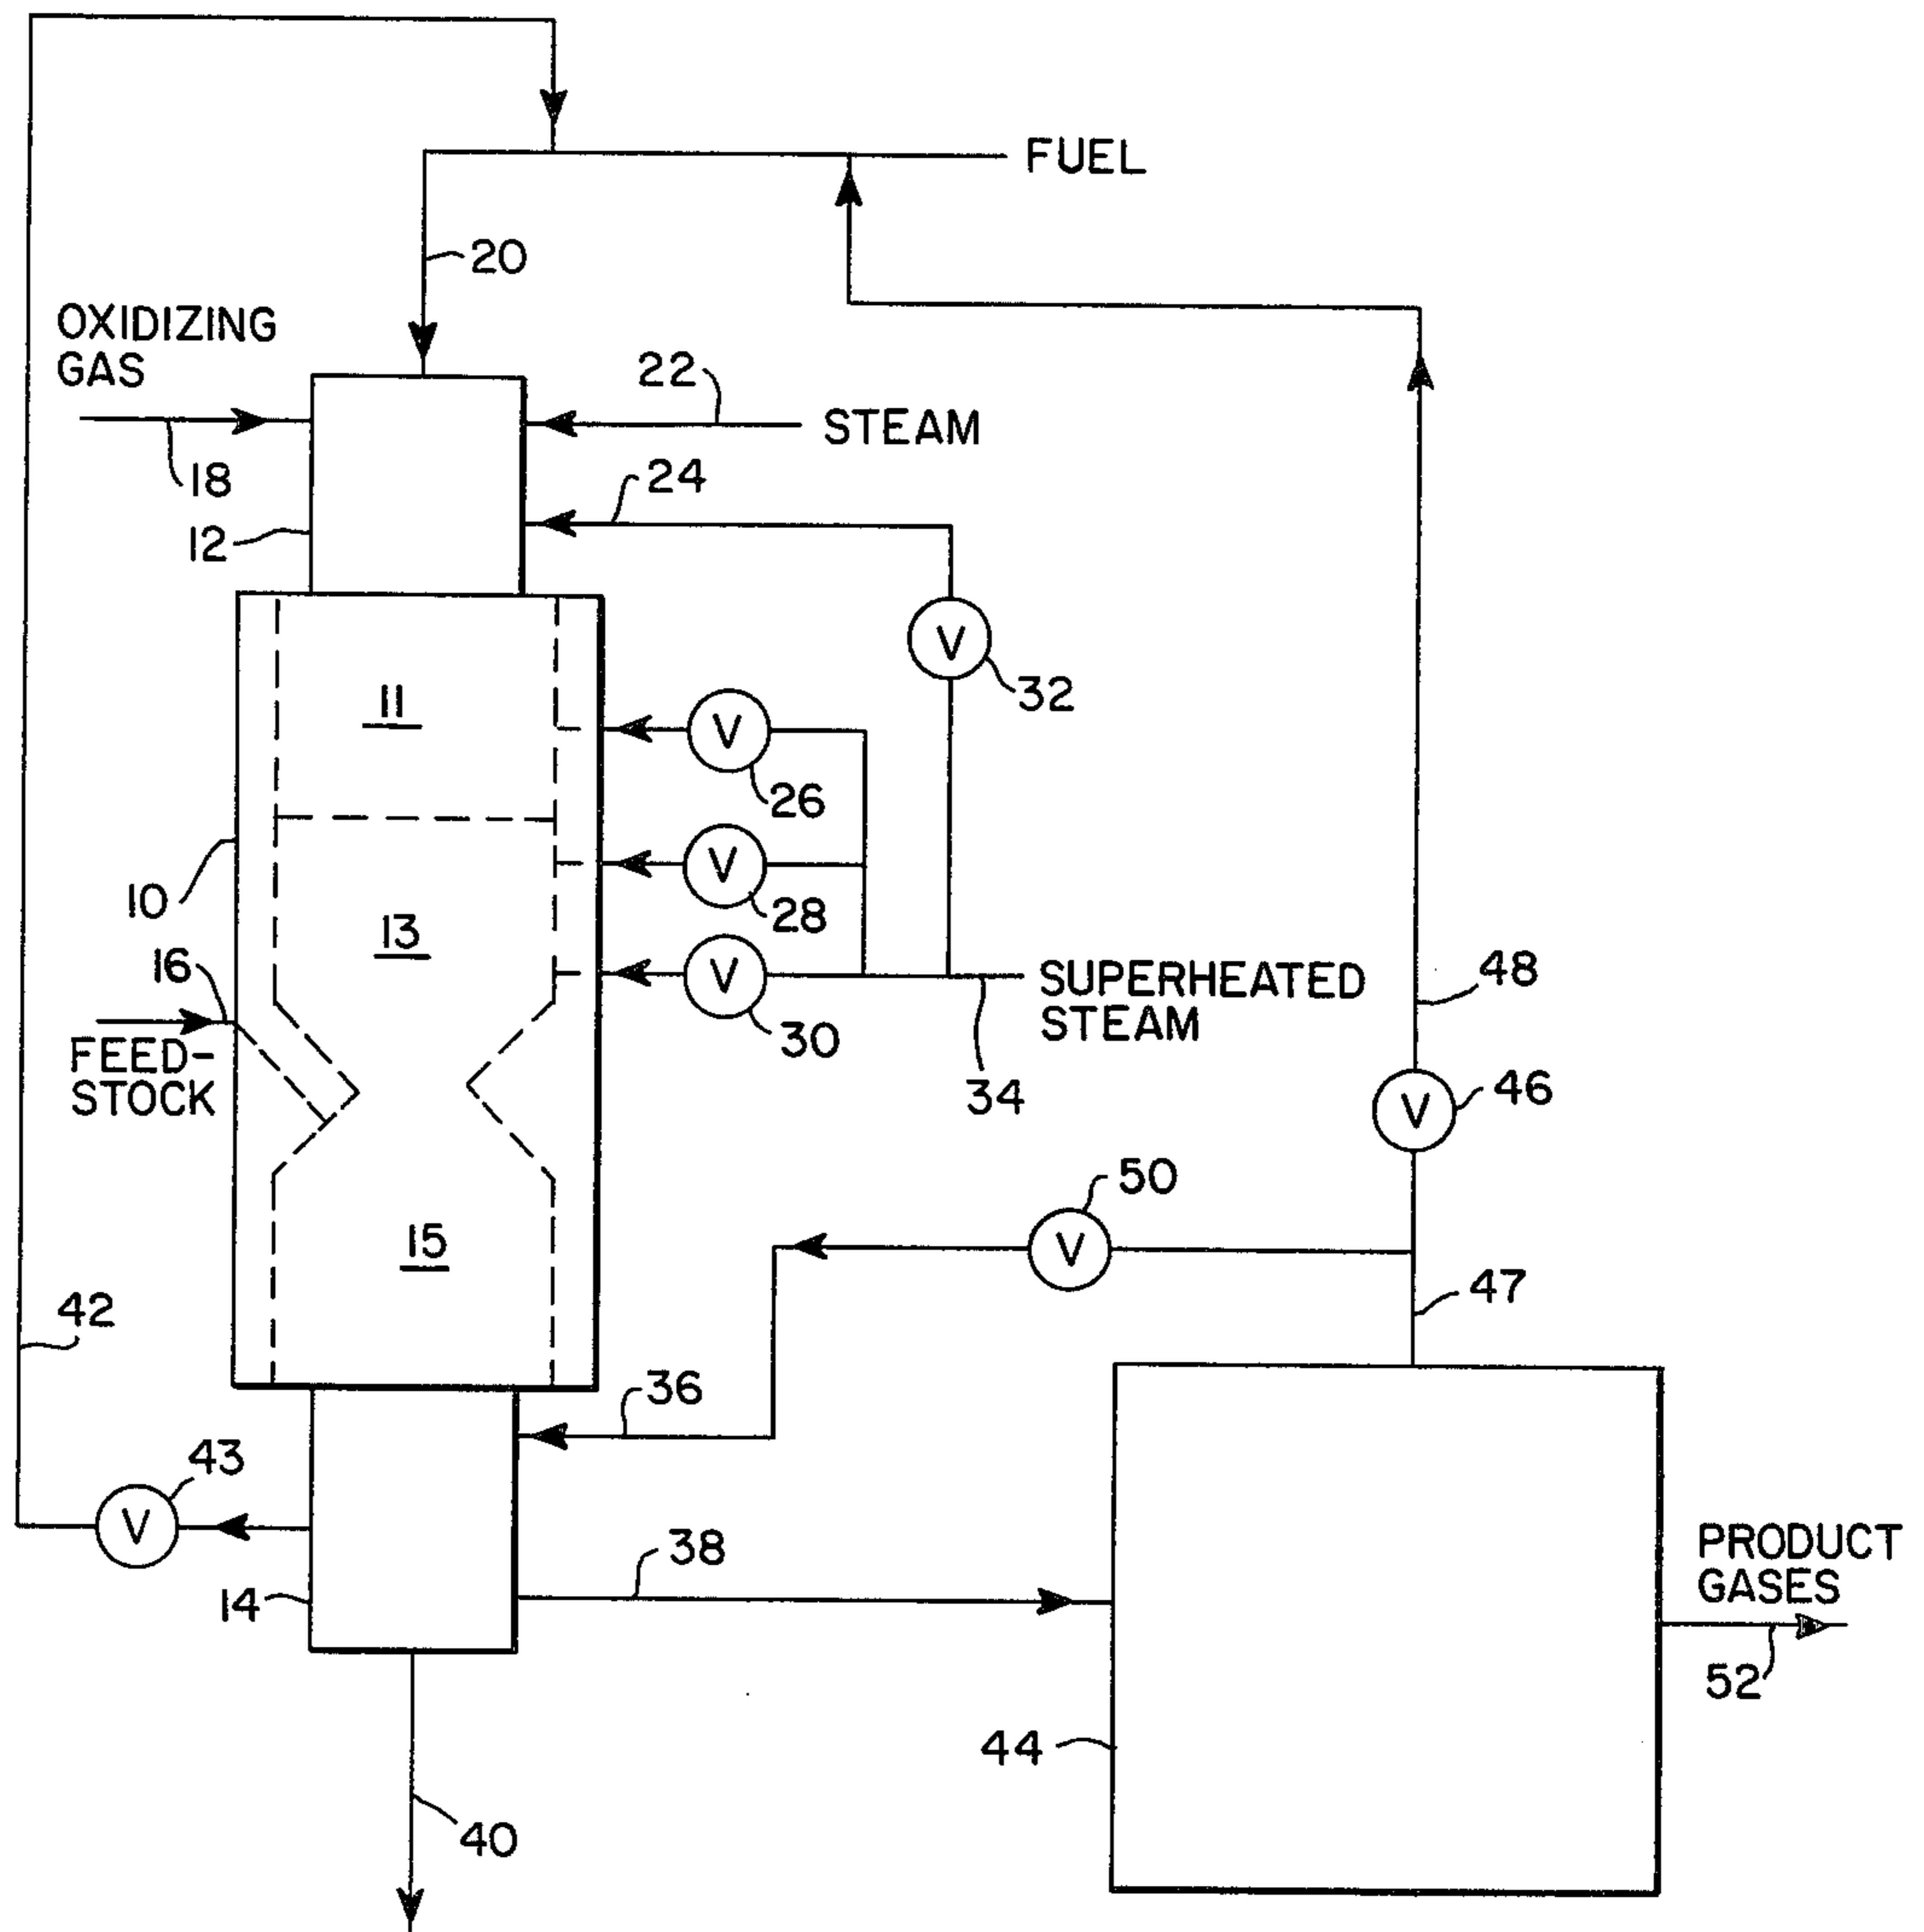 FUEL
20
OXIDIZING
GAS
22
STEAM
18
24
12
V
32
11
V
26
10
V
28
13
16
V
30
SUPERHEATED
STEAM
34
FEED-
STOCK
48
V
46
50
V
15
47
42
36
43
V
38
14
PRODUCT
GASES
52
44
40